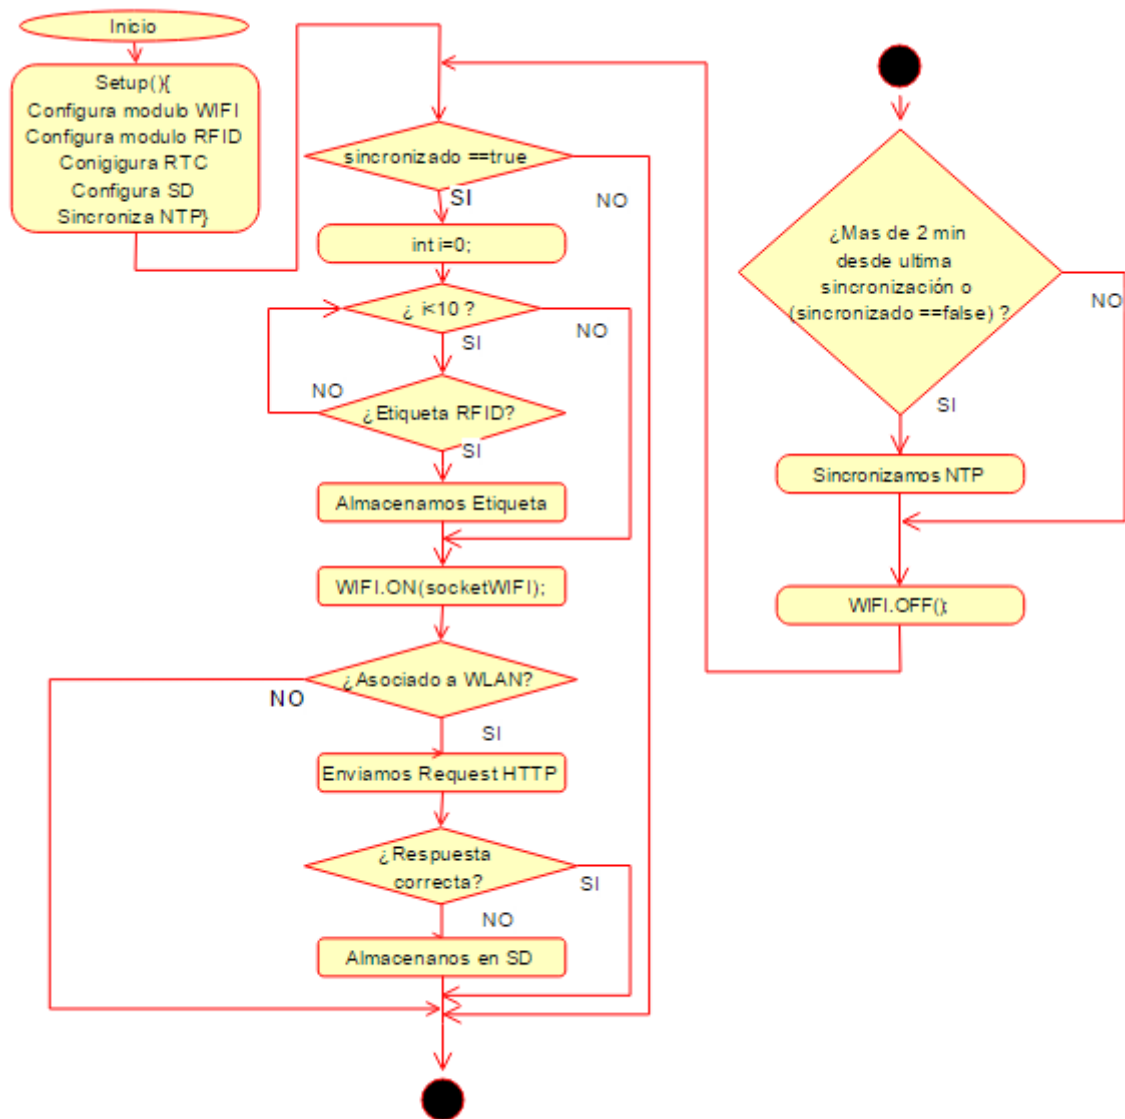 Inicio
Setup(){
Configura modulo WIFI
Configura modulo RFID
Conigigura RTC
Configura SD
Sincroniza NTP}
sincronizado ==true
SI
NO
int i=0;
¿ i<10 ?
NO
SI
NO
¿Etiqueta RFID?
SI
Almacenamos Etiqueta
WIFI.ON(socketWIFI);
¿Asociado a WLAN?
NO
SI
Enviamos Request HTTP
¿Respuesta
correcta?
SI
NO
Almacenanos en SD
¿Mas de 2 min
desde ultima
sincronización o
(sincronizado ==false) ?
NO
SI
Sincronizamos NTP
WIFI.OFF();